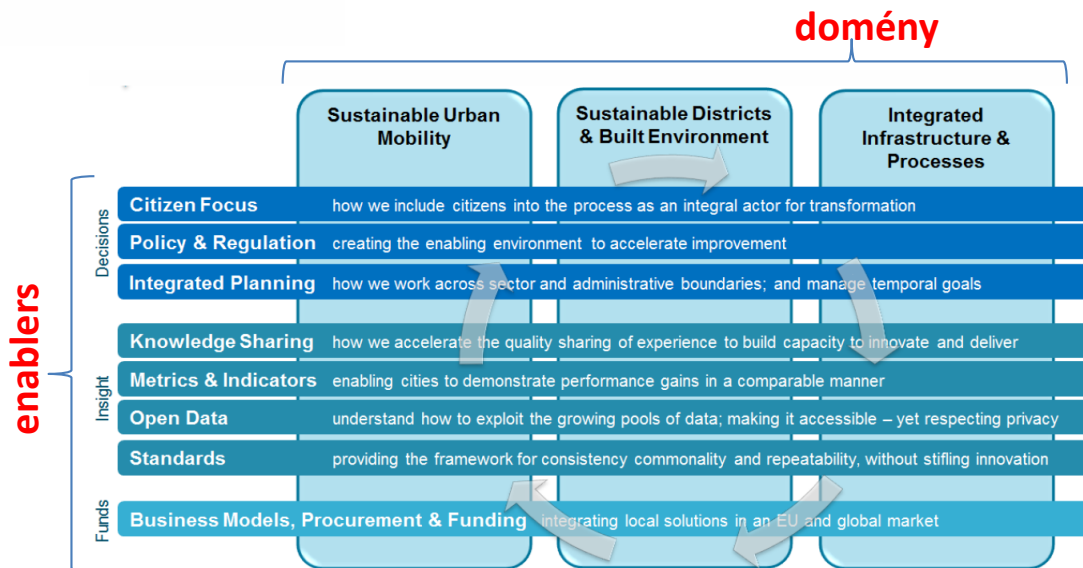 domény
Sustainable Urban
Mobility
Sustainable Districts
& Built Environment
Integrated
Infrastructure &
Processes
enablers
Decisions
Citizen Focus how we include citizens into the process as an integral actor for transformation
Policy & Regulation creating the enabling environment to accelerate improvement
Integrated Planning how we work across sector and administrative boundaries; and manage temporal goals
Insight
Knowledge Sharing how we accelerate the quality sharing of experience to build capacity to innovate and deliver
Metrics & Indicators enabling cities to demonstrate performance gains in a comparable manner
Open Data understand how to exploit the growing pools of data; making it accessible – yet respecting privacy
Standards providing the framework for consistency commonality and repeatability, without stifling innovation
Funds
Business Models, Procurement & Funding integrating local solutions in an EU and global market